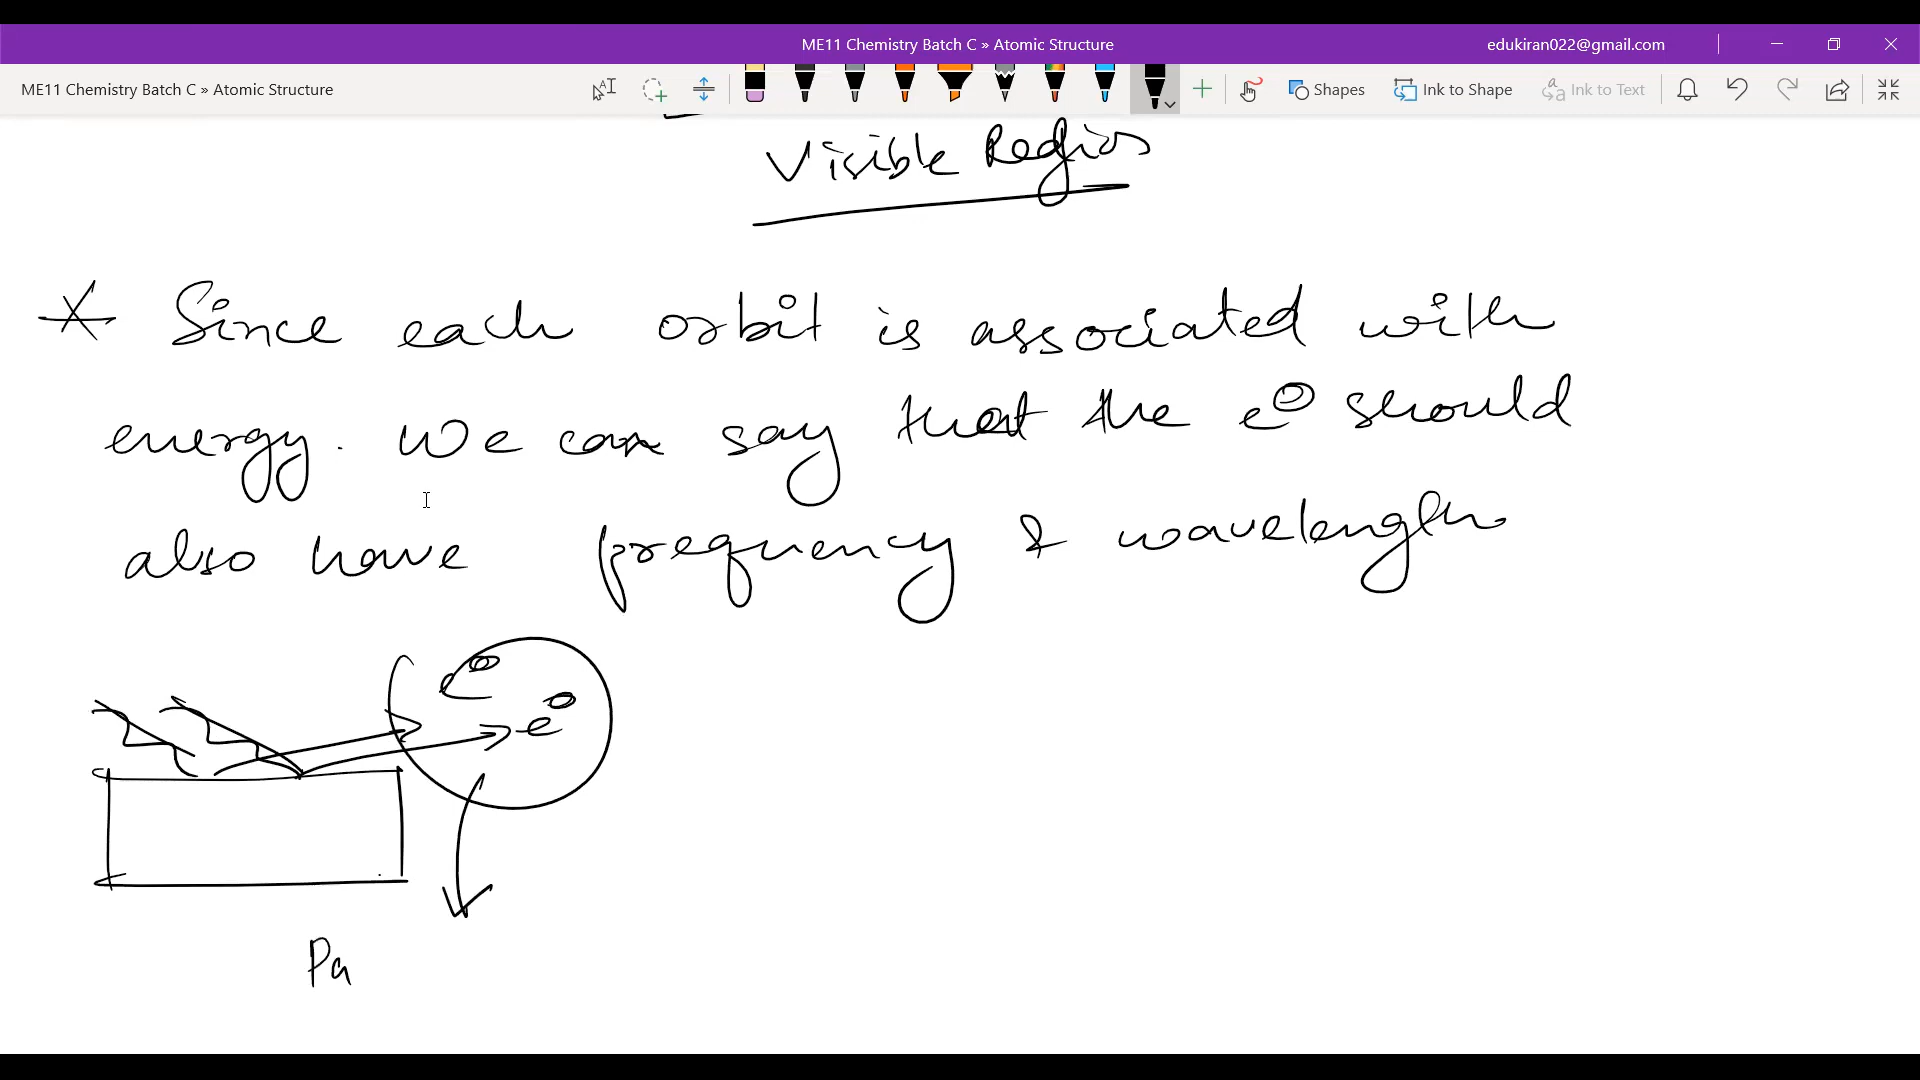 ME11 Chemistry Batch C » Atomic Structure
edukiran022@gmail.com
ME11 Chemistry Batch C » Atomic Structure
Shapes
Ink to Shape
Ink to Text
Visible Region
* Since each orbit is associated with
energy. We can say that the e⊖ should
also have frequency & wavelength
e⊖
e⊖
Pa